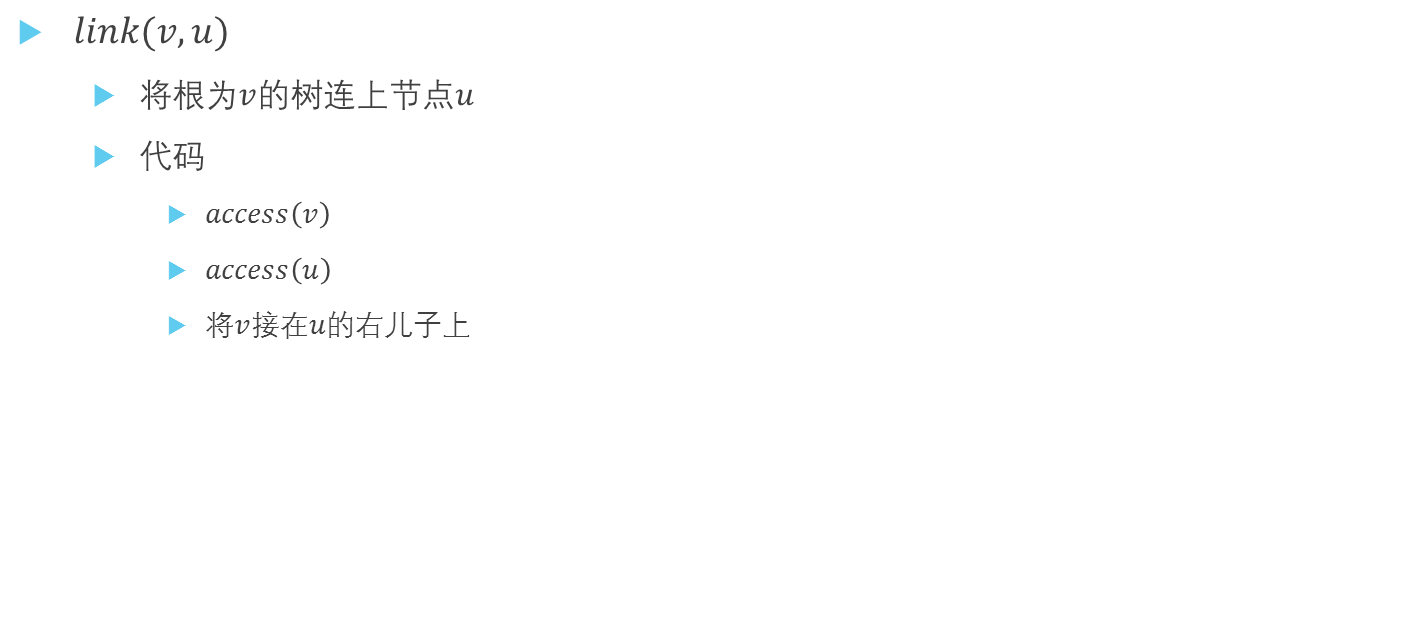 link(v, u)
将根为v的树连上节点u
代码
access(v)
access(u)
将v接在u的右儿子上